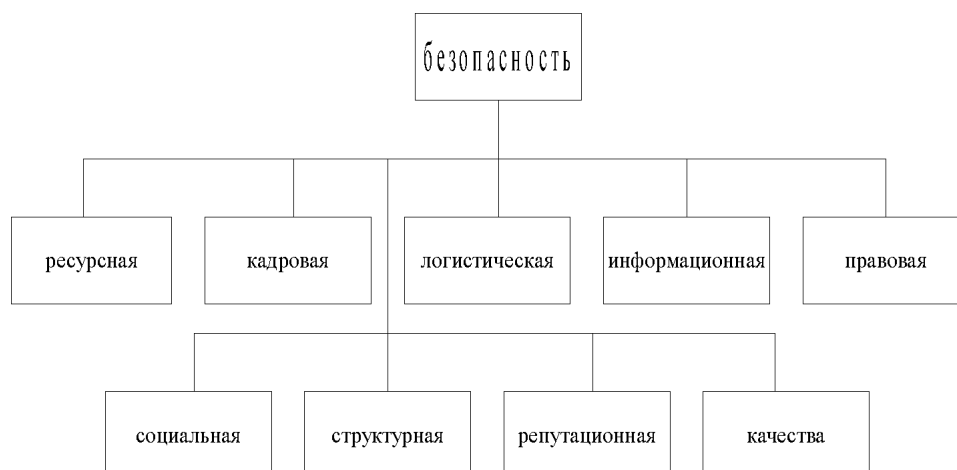 безопасность
ресурсная
кадровая
логистическая
информационная
правовая
социальная
структурная
репутационная
качества